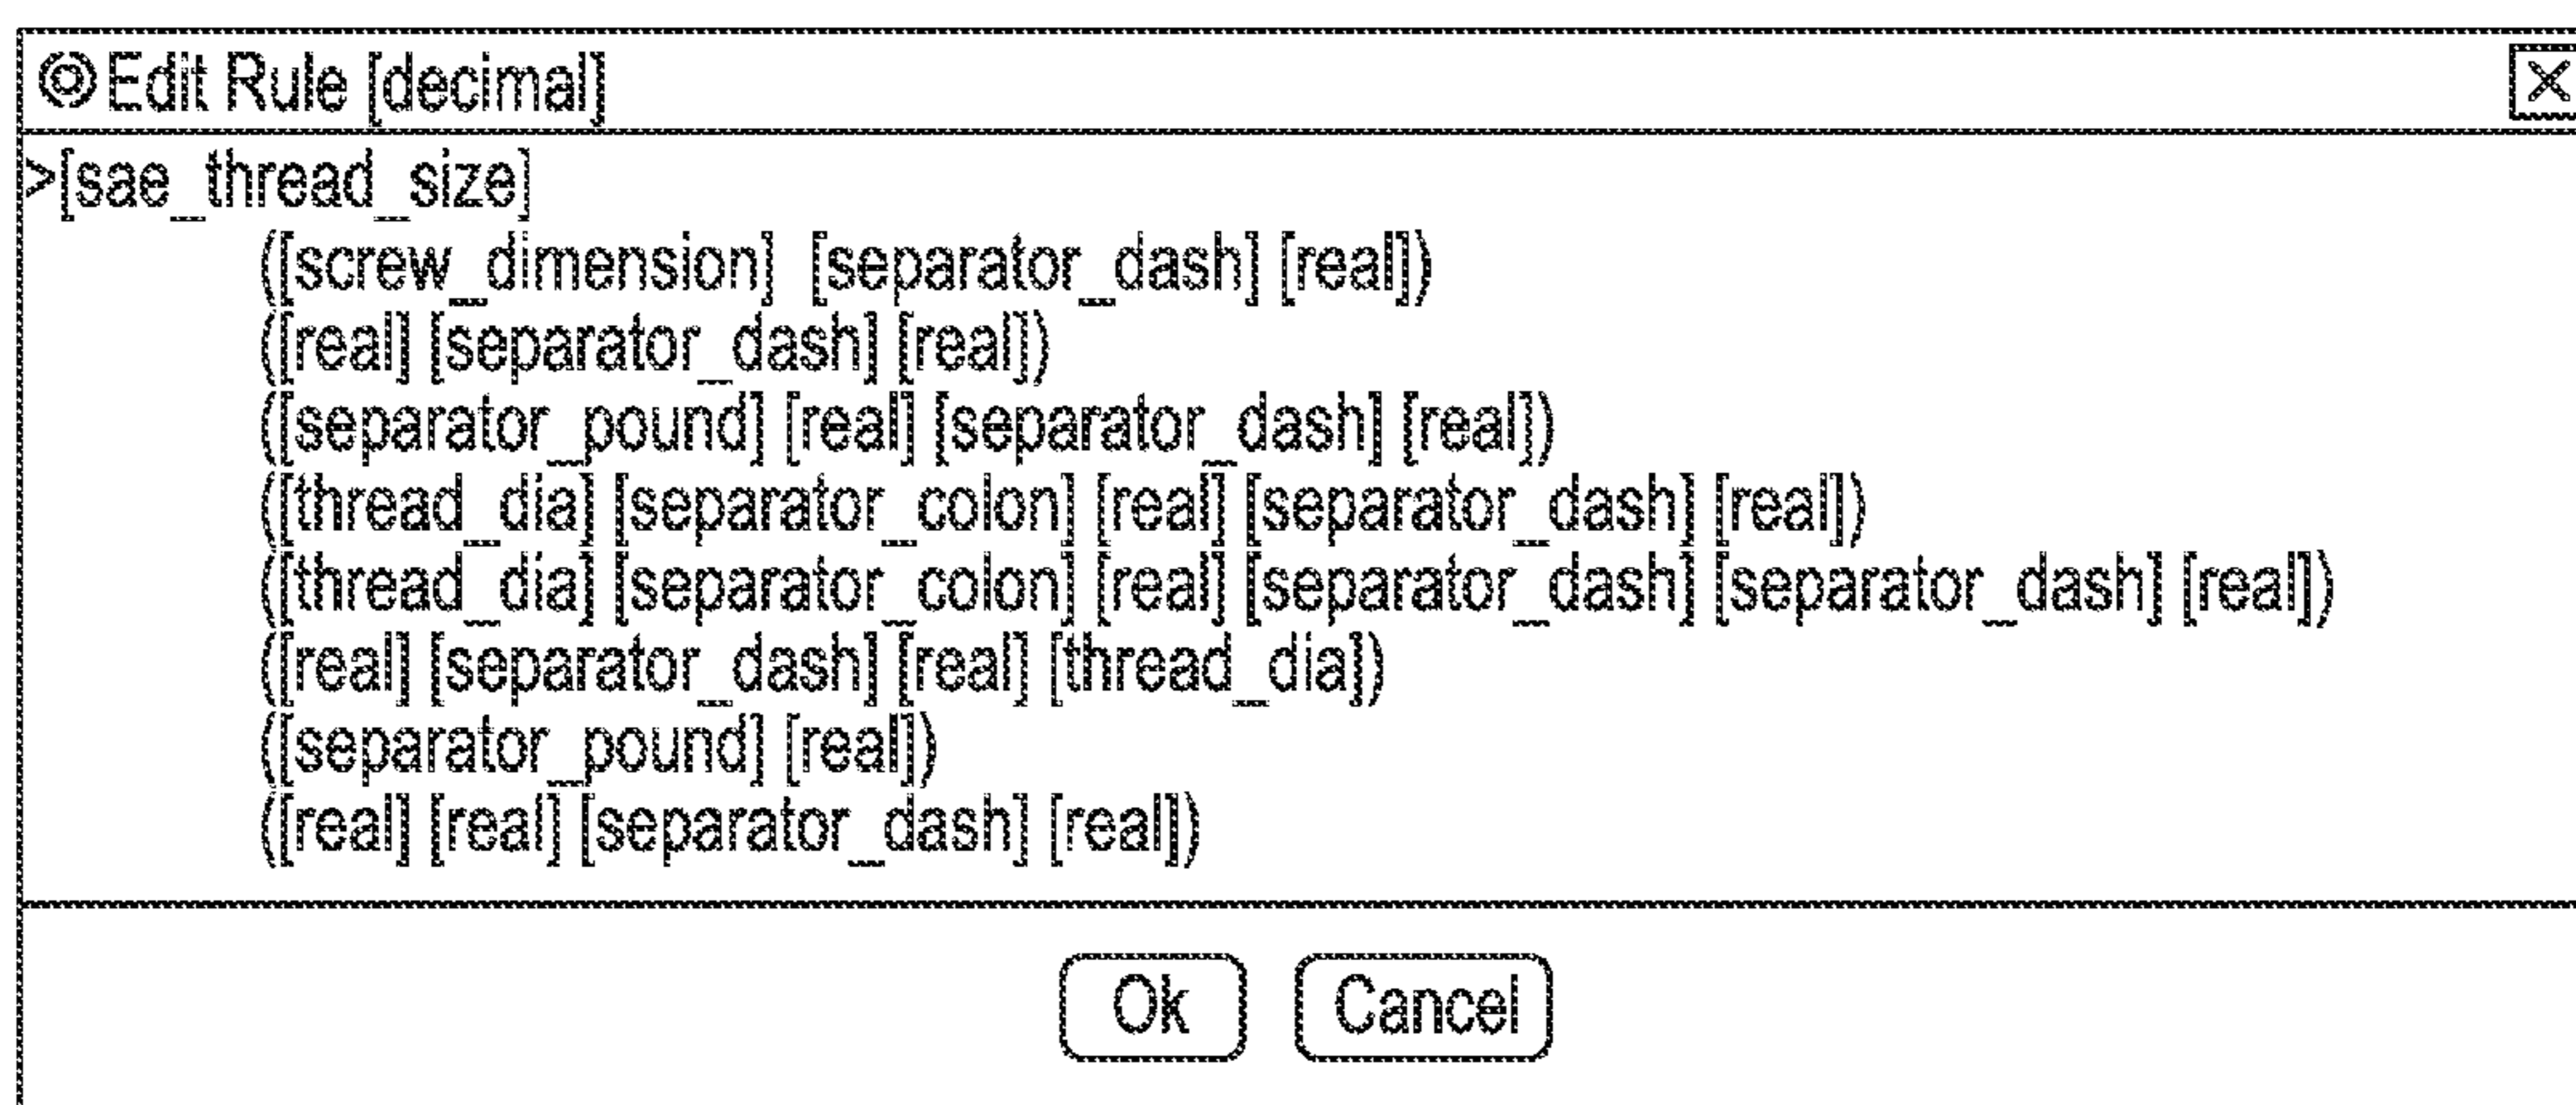 ◎Edit Rule [decimal] X
>[sae_thread_size]
([screw_dimension] [separator_dash] [real])
([real] [separator_dash] [real])
([separator_pound] [real] [separator_dash] [real])
([thread_dia] [separator_colon] [real] [separator_dash] [real])
([thread_dia] [separator_colon] [real] [separator_dash] [separator_dash] [real])
([real] [separator_dash] [real] [thread_dia])
([separator_pound] [real])
([real] [real] [separator_dash] [real])
Ok Cancel